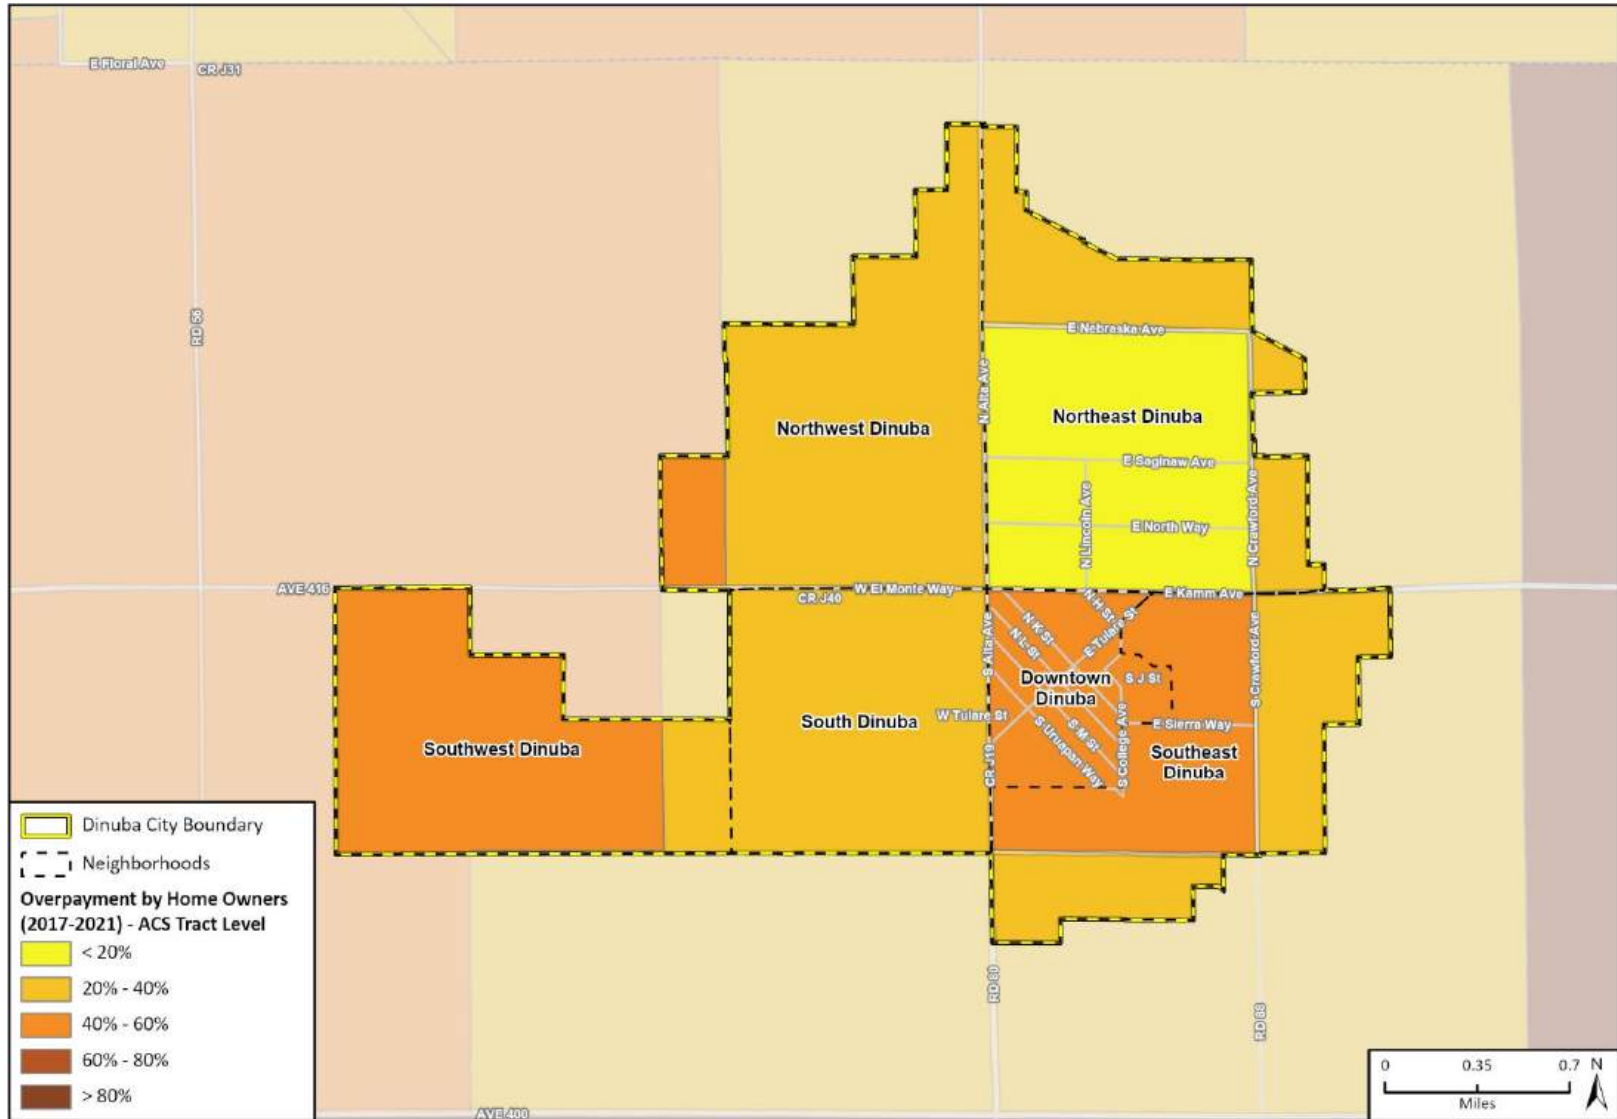 E Floral Ave
CR J31
RD 56
E Nebraska Ave
N Alta Ave
Northwest Dinuba
Northeast Dinuba
E Saginaw Ave
N Lincoln Ave
E North Way
N Crawford Ave
AVE 416
W El Monte Way
CR J40
E Kamm Ave
N H St
N K St
N L St
E Tulare St
S Alta Ave
Downtown
Dinuba
S J St
S Crawford Ave
W Tulare St
South Dinuba
E Sierra Way
Southwest Dinuba
S Uruapan Way
S M St
S College Ave
Southeast
Dinuba
CR J19
RD 80
RD 88
AVE 400
Dinuba City Boundary
Neighborhoods
Overpayment by Home Owners
(2017-2021) - ACS Tract Level
< 20%
20% - 40%
40% - 60%
60% - 80%
> 80%
0 0.35 0.7 N
Miles